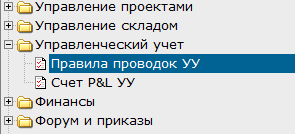 Управление проектами
Управление складом
Управленческий учет
Правила проводок УУ
Счет P&L УУ
Финансы
Форум и приказы